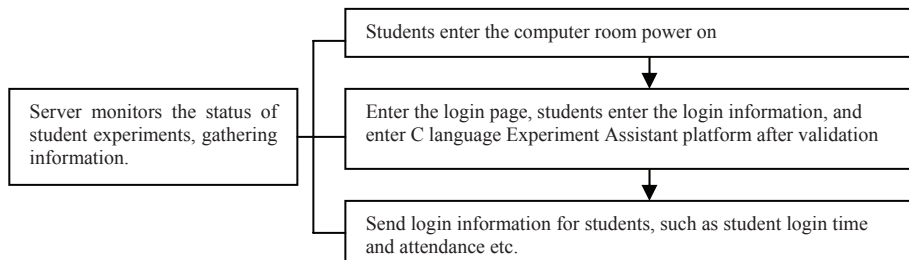 Students enter the computer room power on
Server monitors the status of
student experiments, gathering
information.
Enter the login page, students enter the login information, and
enter C language Experiment Assistant platform after validation
Send login information for students, such as student login time
and attendance etc.